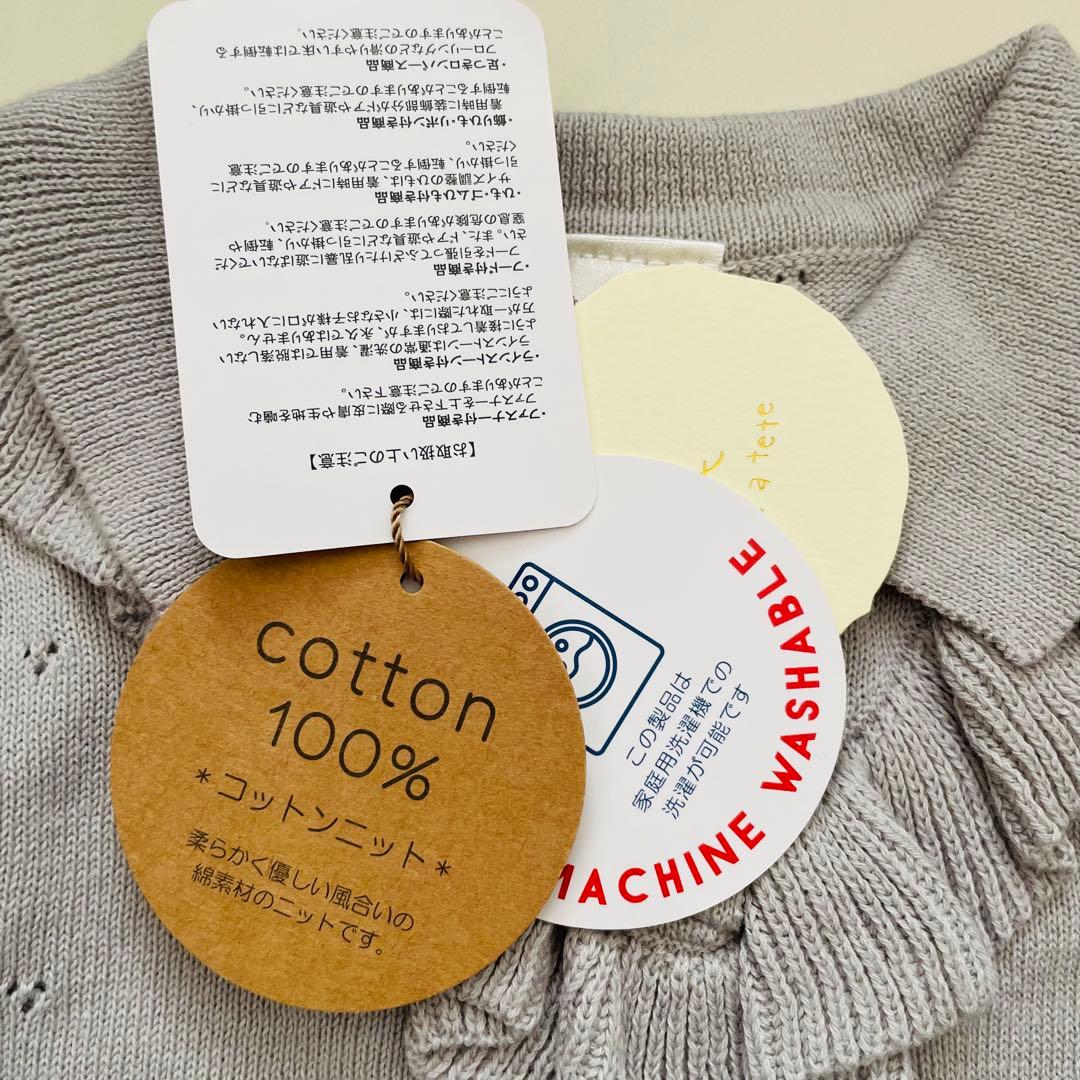 【お取扱い上のご注意】
・ファスナー付き商品
ファスナーを上下させる際に皮膚や生地を噛む
ことがありますのでご注意下さい。
・ラインストーン付き商品
ラインストーンは通常の洗濯、着用では脱落しない
ように接着しておりますが、永久ではありません。
万が一取れた際には、小さなお子様が口に入れない
ようにご注意ください。
・フード付き商品
フードを引張ってふざけたり乱暴に遊ばないでくだ
さい。また、ドアや遊具などに引っ掛かり、転倒や
窒息の危険がありますのでご注意ください。
・ひも・ゴムひも付き商品
サイズ調整のひもは、着用時にドアや遊具などに
引っ掛かり、転倒することがありますのでご注意
ください。
・飾りひも・リボン付き商品
着用時に装飾部分がドアや遊具などに引っ掛かり、
転倒することがありますのでご注意ください。
・足つきロンパース商品
フローリングなどの滑りやすい床では転倒する
ことがありますのでご注意ください。
cotton
100%
*コットンニット*
柔らかく優しい風合いの
綿素材のニットです。
この製品は
家庭用洗濯機での
洗濯が可能です
MACHINE WASHABLE
a tete